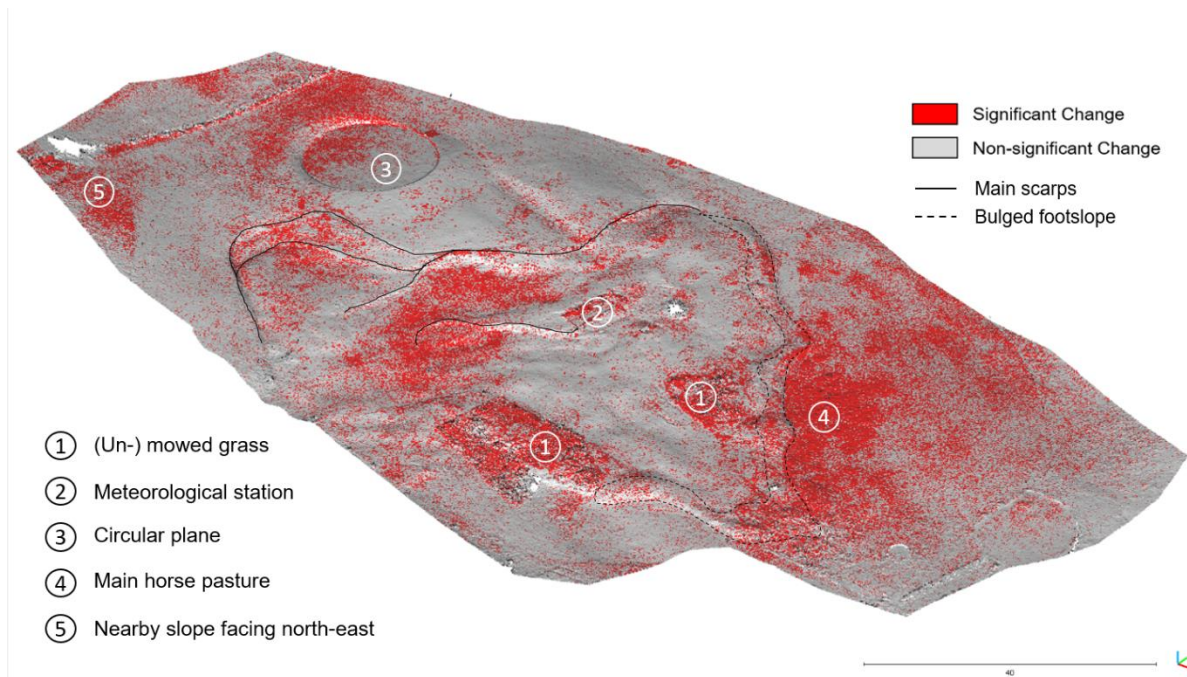 Significant Change
Non-significant Change
Main scarps
Bulged footslope
5
3
2
1
1
4
1 (Un-) mowed grass
2 Meteorological station
3 Circular plane
4 Main horse pasture
5 Nearby slope facing north-east
40